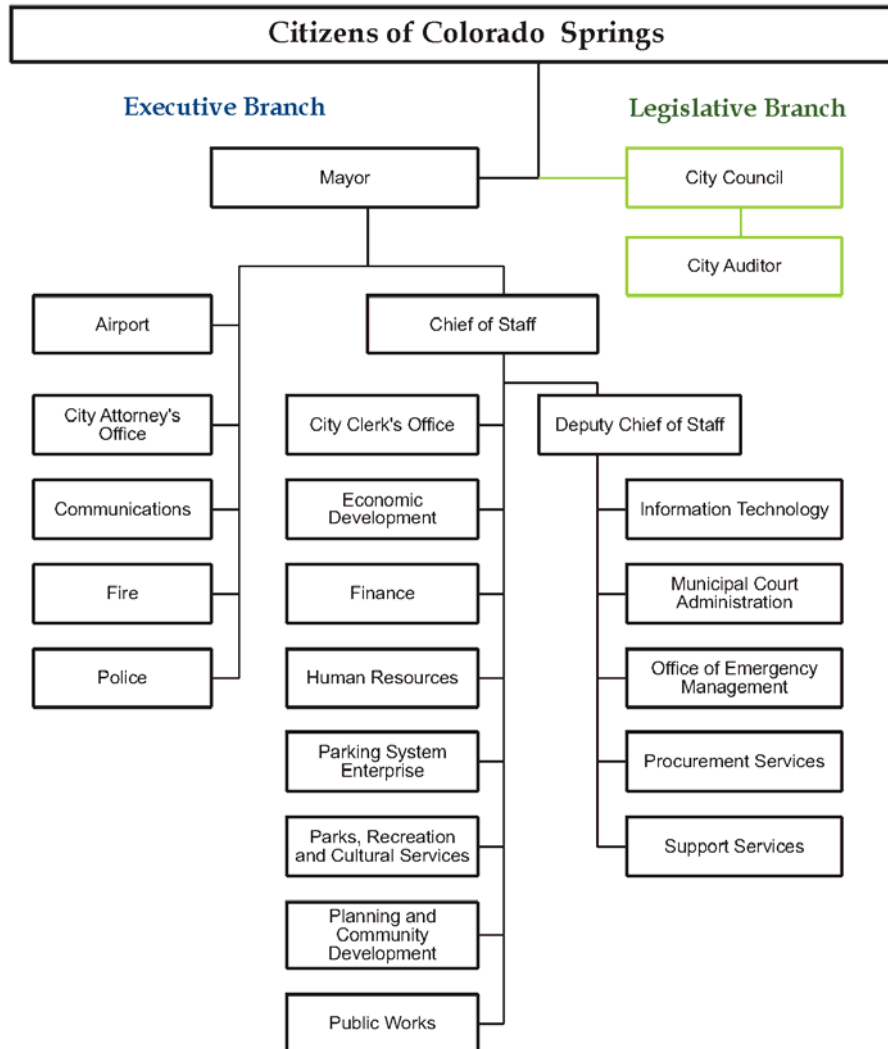 Citizens of Colorado Springs
Executive Branch
Legislative Branch
Mayor
City Council
City Auditor
Airport
Chief of Staff
City Attorney's
Office
City Clerk's Office
Deputy Chief of Staff
Communications
Economic
Development
Information Technology
Fire
Finance
Municipal Court
Administration
Police
Human Resources
Office of Emergency
Management
Parking System
Enterprise
Procurement Services
Parks, Recreation
and Cultural Services
Support Services
Planning and
Community
Development
Public Works